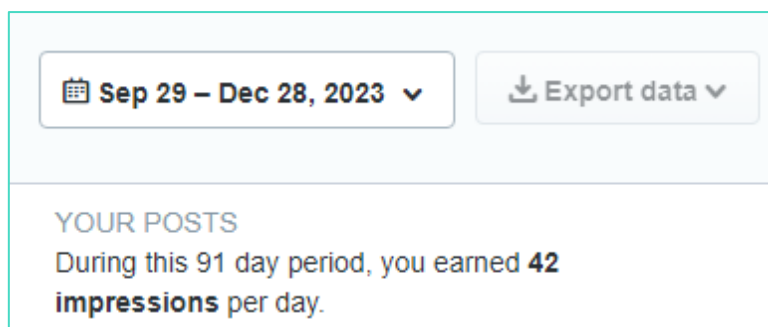 Sep 29 – Dec 28, 2023
Export data
YOUR POSTS
During this 91 day period, you earned 42
impressions per day.